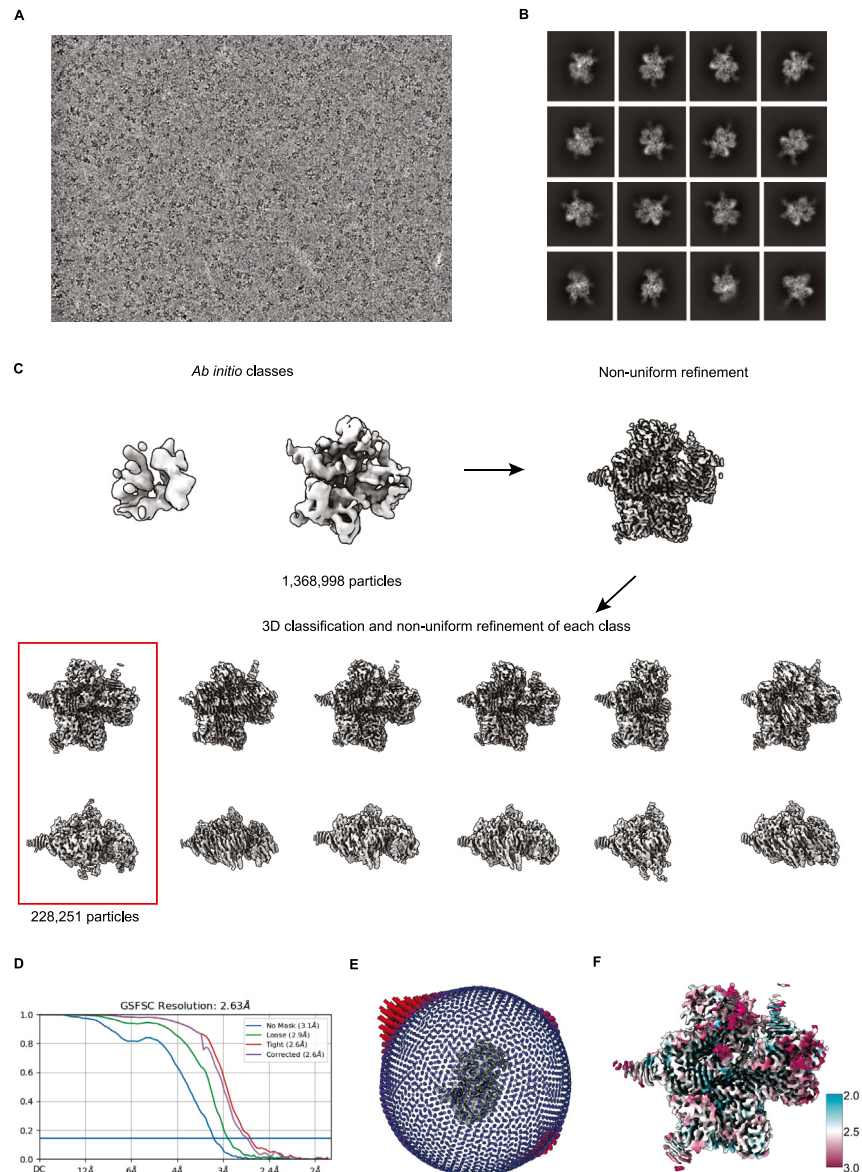 A
B
C
Ab initio classes
Non-uniform refinement
1,368,998 particles
3D classification and non-uniform refinement of each class
228,251 particles
D
E
F
GSFSC Resolution: 2.63Å
1.0
0.8
0.6
0.4
0.2
0.0
No Mask (3.1Å)
Loose (2.9Å)
Tight (2.6Å)
Corrected (2.6Å)
DC
12Å
6Å
4Å
3Å
2.4Å
2Å
2.0
2.5
3.0